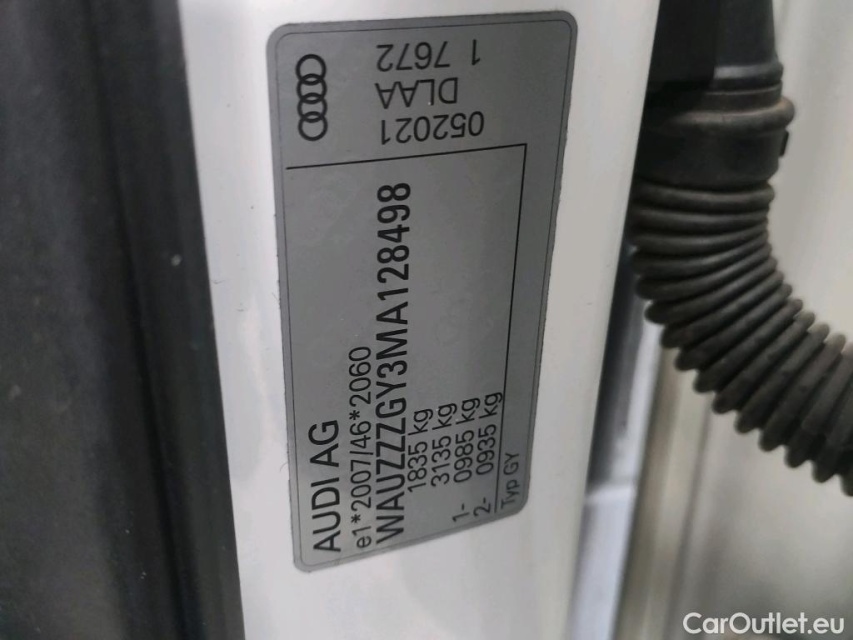 AUDI AG
e1*2007/46*2060
WAUZZZGY3MA128498
1835 kg
3135 kg
1- 0985 kg
2- 0935 kg
Typ GY
052021
DLAA
1 7672
CarOutlet.eu